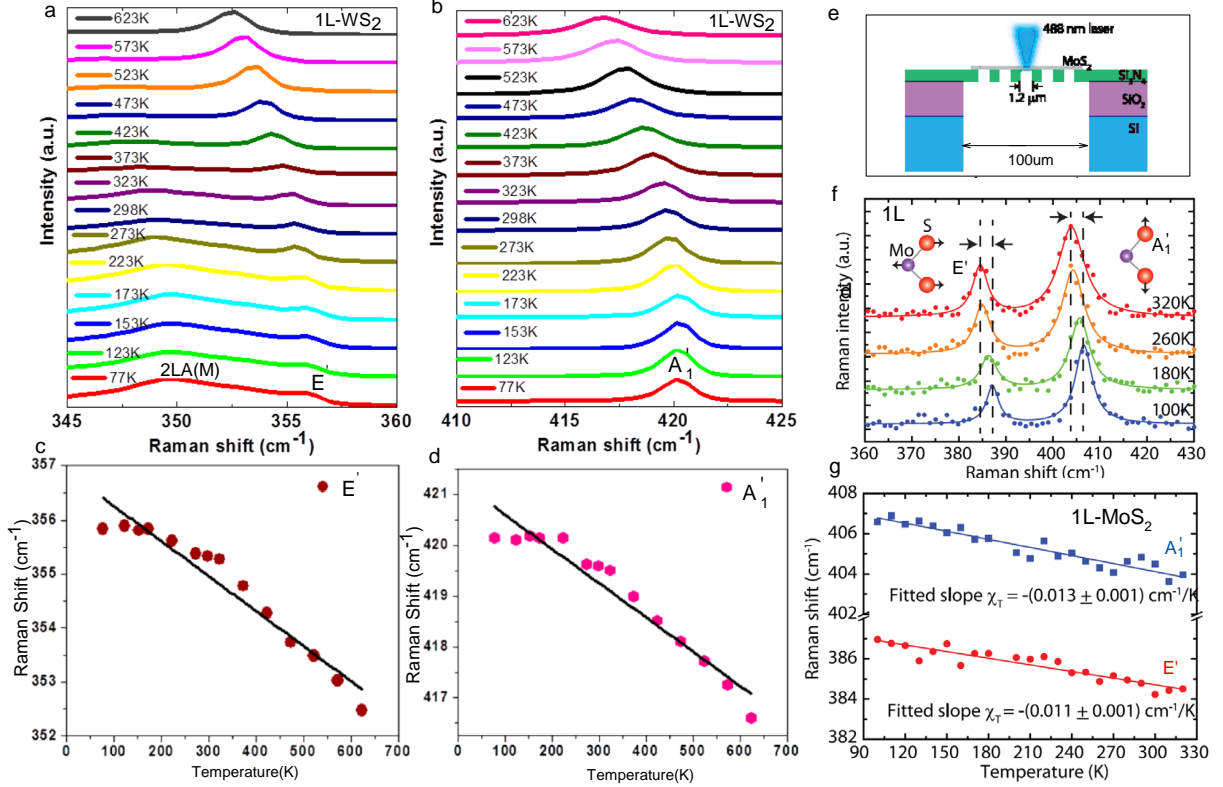 a
1L-WS2
623K
573K
523K
473K
423K
373K
323K
298K
273K
223K
173K
153K
123K
77K
2LA(M)
E'
Intensity (a.u.)
345 350 355 360
Raman shift (cm-1)
b
1L-WS2
623K
573K
523K
473K
423K
373K
323K
298K
273K
223K
173K
153K
123K
77K
A1'
Intensity (a.u.)
410 415 420 425
Raman shift (cm-1)
e
488 nm laser
MoS2
Si3N4
1.2 μm
SiO2
Si
100um
f
1L
S
Mo
E'
A1'
d
320K
260K
180K
100K
Raman intensity (a.u.)
360 370 380 390 400 410 420 430
Raman shift (cm-1)
c
E'
357
356
355
354
353
352
Raman Shift (cm-1)
0 100 200 300 400 500 600 700
Temperature(K)
d
A1'
421
420
419
418
417
Raman Shift (cm-1)
0 100 200 300 400 500 600 700
Temperature(K)
g
1L-MoS2
408
406
404
402
386
384
382
A1'
Fitted slope χT = -(0.013 ± 0.001) cm-1/K
E'
Fitted slope χT = -(0.011 ± 0.001) cm-1/K
Raman shift (cm-1)
90 120 150 180 210 240 270 300 330
Temperature (K)